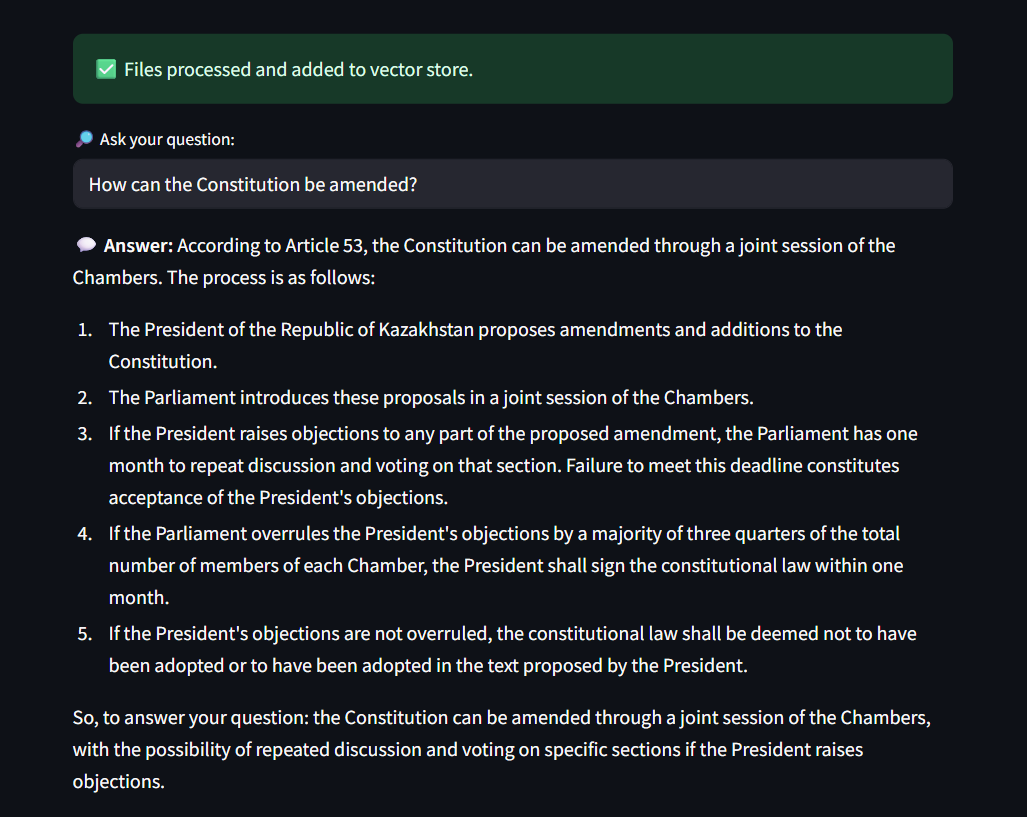 ✅ Files processed and added to vector store.
🔎 Ask your question:
How can the Constitution be amended?
💬 Answer: According to Article 53, the Constitution can be amended through a joint session of the
Chambers. The process is as follows:
1. The President of the Republic of Kazakhstan proposes amendments and additions to the
Constitution.
2. The Parliament introduces these proposals in a joint session of the Chambers.
3. If the President raises objections to any part of the proposed amendment, the Parliament has one
month to repeat discussion and voting on that section. Failure to meet this deadline constitutes
acceptance of the President's objections.
4. If the Parliament overrules the President's objections by a majority of three quarters of the total
number of members of each Chamber, the President shall sign the constitutional law within one
month.
5. If the President's objections are not overruled, the constitutional law shall be deemed not to have
been adopted or to have been adopted in the text proposed by the President.
So, to answer your question: the Constitution can be amended through a joint session of the Chambers,
with the possibility of repeated discussion and voting on specific sections if the President raises
objections.